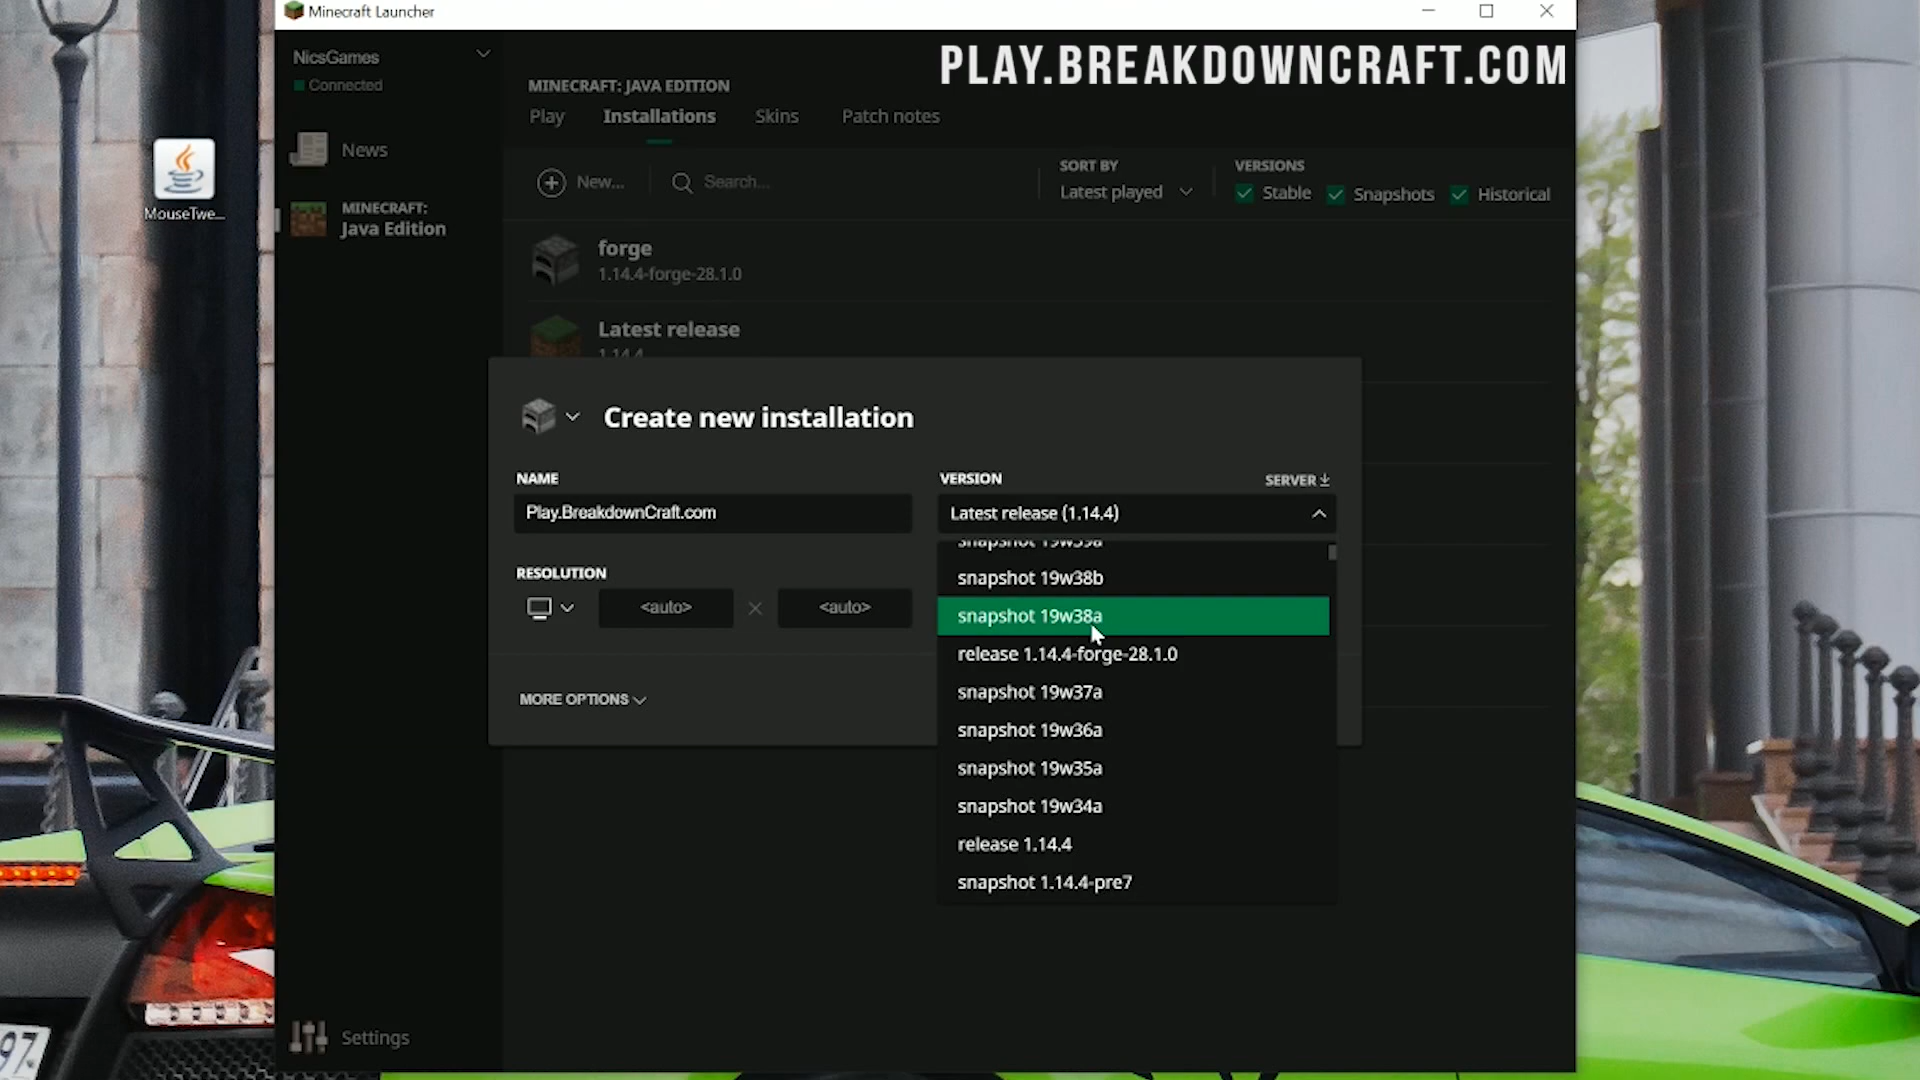 Minecraft Launcher
NicsGames
Connected
PLAY.BREAKDOWNCRAFT.COM
MINECRAFT: JAVA EDITION
Play
Installations
Skins
Patch notes
News
MINECRAFT:
Java Edition
New...
Search...
SORT BY
Latest played
VERSIONS
Stable
Snapshots
Historical
MouseTwe...
forge
1.14.4-forge-28.1.0
Latest release
1.14.4
Create new installation
NAME
Play.BreakdownCraft.com
VERSION
SERVER
Latest release (1.14.4)
snapshot 19w39a
snapshot 19w38b
snapshot 19w38a
release 1.14.4-forge-28.1.0
snapshot 19w37a
snapshot 19w36a
snapshot 19w35a
snapshot 19w34a
release 1.14.4
snapshot 1.14.4-pre7
RESOLUTION
<auto>
<auto>
MORE OPTIONS
Settings
97